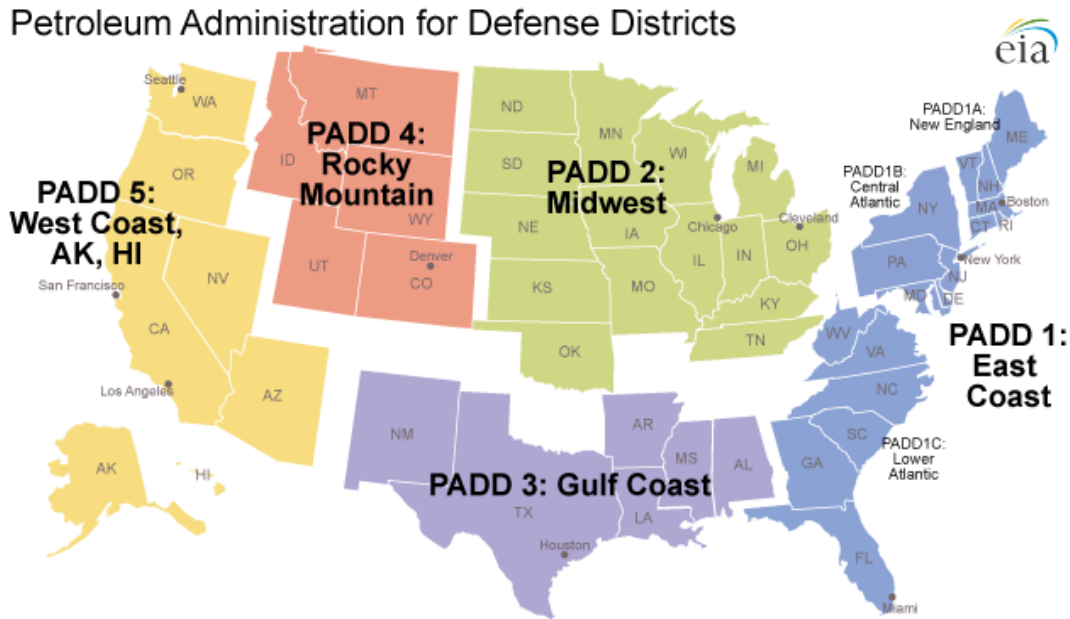 Petroleum Administration for Defense Districts
eia
Seattle
WA
MT
ND
MN
PADD1A:
New England
ME
PADD 4:
Rocky
Mountain
ID
OR
SD
WI
MI
VT
NH
PADD 5:
West Coast,
AK, HI
PADD 2:
Midwest
PADD1B:
Central
Atlantic
MA
Boston
NY
CT
RI
WY
NE
IA
Chicago
Cleveland
OH
San Francisco
NV
UT
Denver
CO
KS
MO
IL
IN
PA
New York
NJ
MD
DE
KY
CA
OK
TN
WV
VA
PADD 1:
East
Coast
Los Angeles
AZ
NC
NM
AR
SC
PADD1C:
Lower
Atlantic
AK
HI
MS
AL
GA
PADD 3: Gulf Coast
TX
LA
Houston
FL
Miami